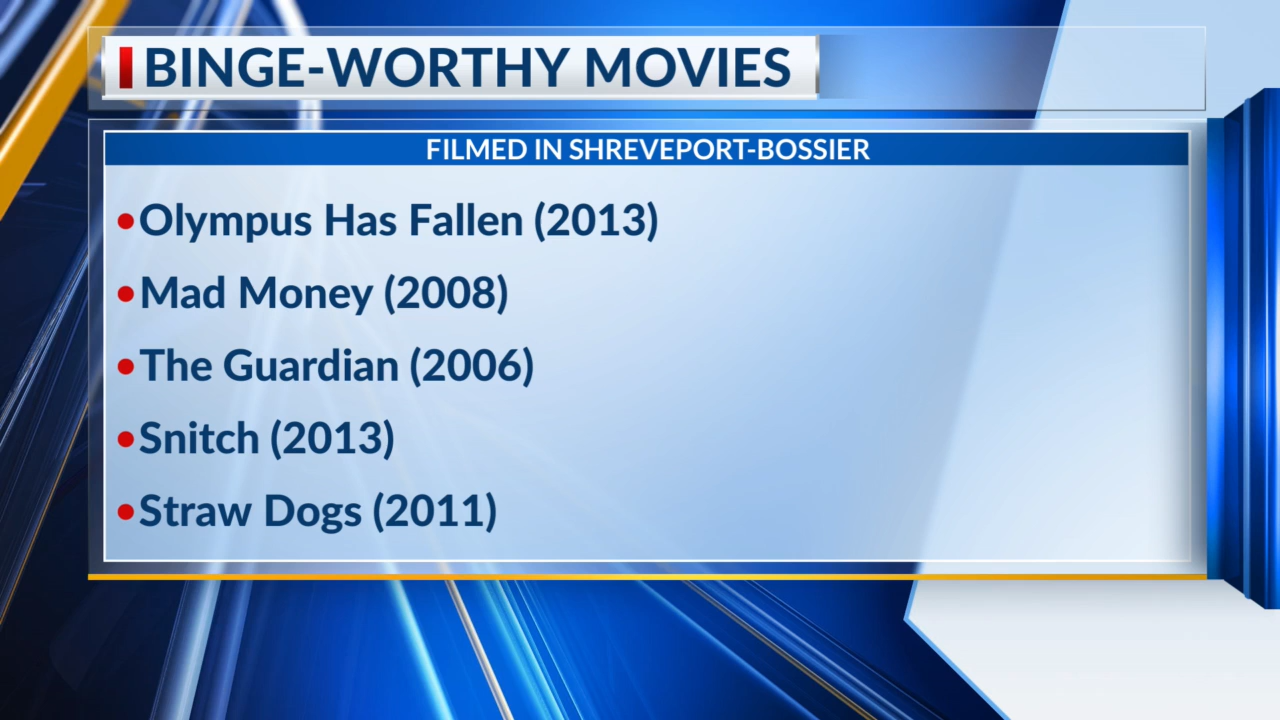 BINGE-WORTHY MOVIES
FILMED IN SHREVEPORT-BOSSIER
•Olympus Has Fallen (2013)
•Mad Money (2008)
•The Guardian (2006)
•Snitch (2013)
•Straw Dogs (2011)